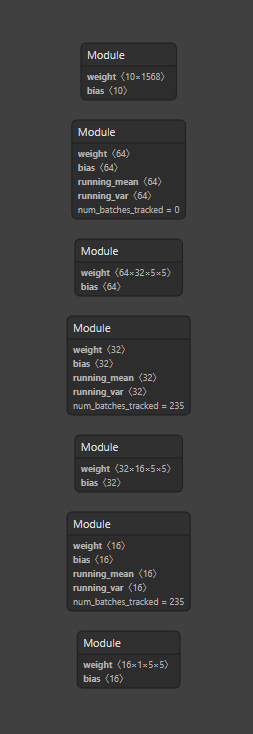 Module
weight〈10×1568〉
bias〈10〉
Module
weight〈64〉
bias〈64〉
running_mean〈64〉
running_var〈64〉
num_batches_tracked = 0
Module
weight〈64×32×5×5〉
bias〈64〉
Module
weight〈32〉
bias〈32〉
running_mean〈32〉
running_var〈32〉
num_batches_tracked = 235
Module
weight〈32×16×5×5〉
bias〈32〉
Module
weight〈16〉
bias〈16〉
running_mean〈16〉
running_var〈16〉
num_batches_tracked = 235
Module
weight〈16×1×5×5〉
bias〈16〉